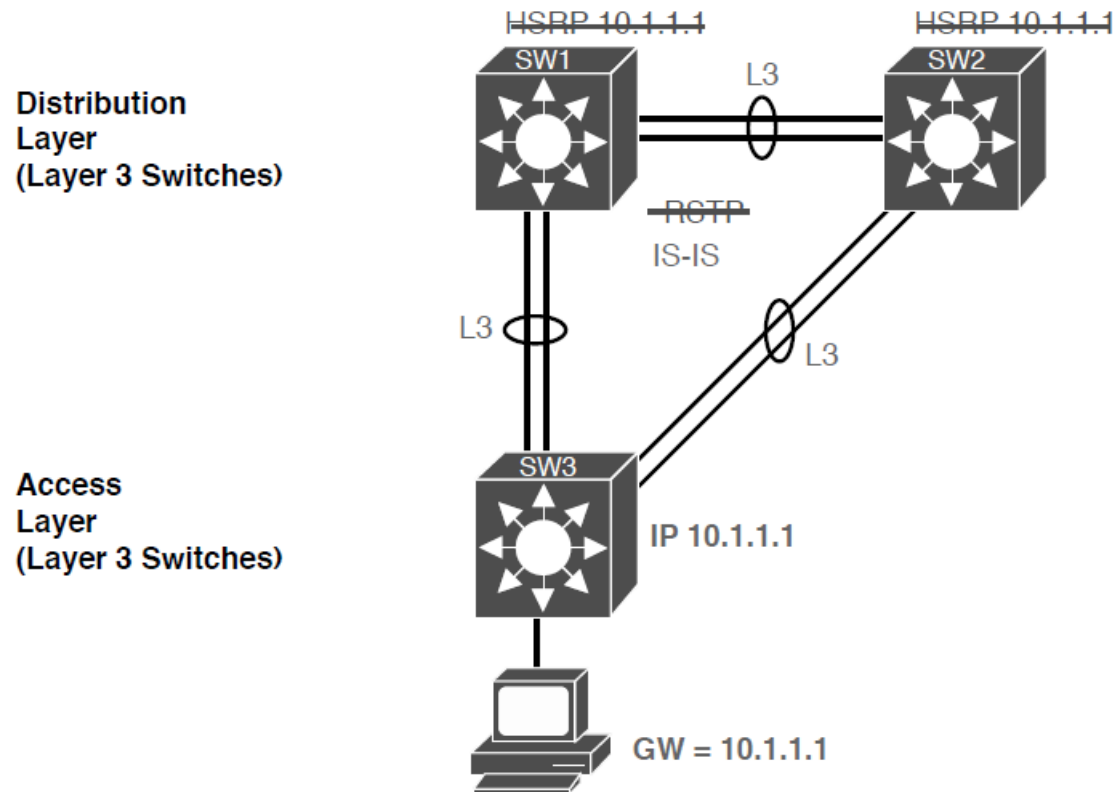 HSRP 10.1.1.1
HSRP 10.1.1.1
SW1
SW2
Distribution
Layer
(Layer 3 Switches)
L3
RSTP
IS-IS
L3
L3
SW3
Access
Layer
(Layer 3 Switches)
IP 10.1.1.1
GW = 10.1.1.1